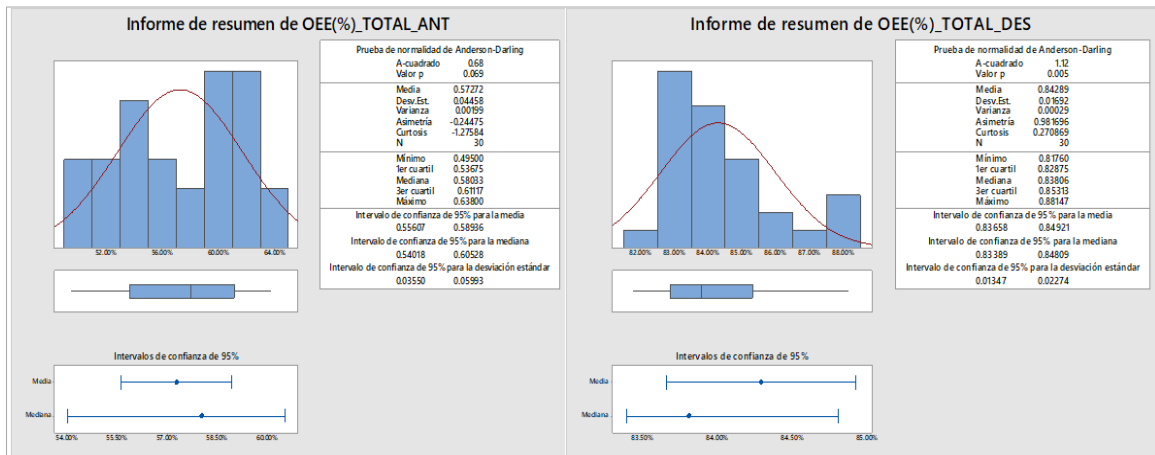 Informe de resumen de OEE(%)_TOTAL_ANT
Prueba de normalidad de Anderson-Darling
A-cuadrado 0.68
Valor p 0.069
Media 0.57272
Desv.Est. 0.04458
Varianza 0.00199
Asimetría -0.24475
Curtosis -1.27584
N 30
Mínimo 0.49500
1er cuartil 0.53675
Mediana 0.58033
3er cuartil 0.61117
Máximo 0.63800
Intervalo de confianza de 95% para la media
0.55607 0.58936
Intervalo de confianza de 95% para la mediana
0.54018 0.60528
Intervalo de confianza de 95% para la desviación estándar
0.03550 0.05993
52.00% 56.00% 60.00% 64.00%
Intervalos de confianza de 95%
Media
Mediana
54.00% 55.50% 57.00% 58.50% 60.00%
Informe de resumen de OEE(%)_TOTAL_DES
Prueba de normalidad de Anderson-Darling
A-cuadrado 1.12
Valor p 0.005
Media 0.84289
Desv.Est. 0.01692
Varianza 0.00029
Asimetría 0.981696
Curtosis 0.270869
N 30
Mínimo 0.81760
1er cuartil 0.82875
Mediana 0.83806
3er cuartil 0.85313
Máximo 0.88147
Intervalo de confianza de 95% para la media
0.83658 0.84921
Intervalo de confianza de 95% para la mediana
0.83389 0.84809
Intervalo de confianza de 95% para la desviación estándar
0.01347 0.02274
82.00% 83.00% 84.00% 85.00% 86.00% 87.00% 88.00%
Intervalos de confianza de 95%
Media
Mediana
83.50% 84.00% 84.50% 85.00%